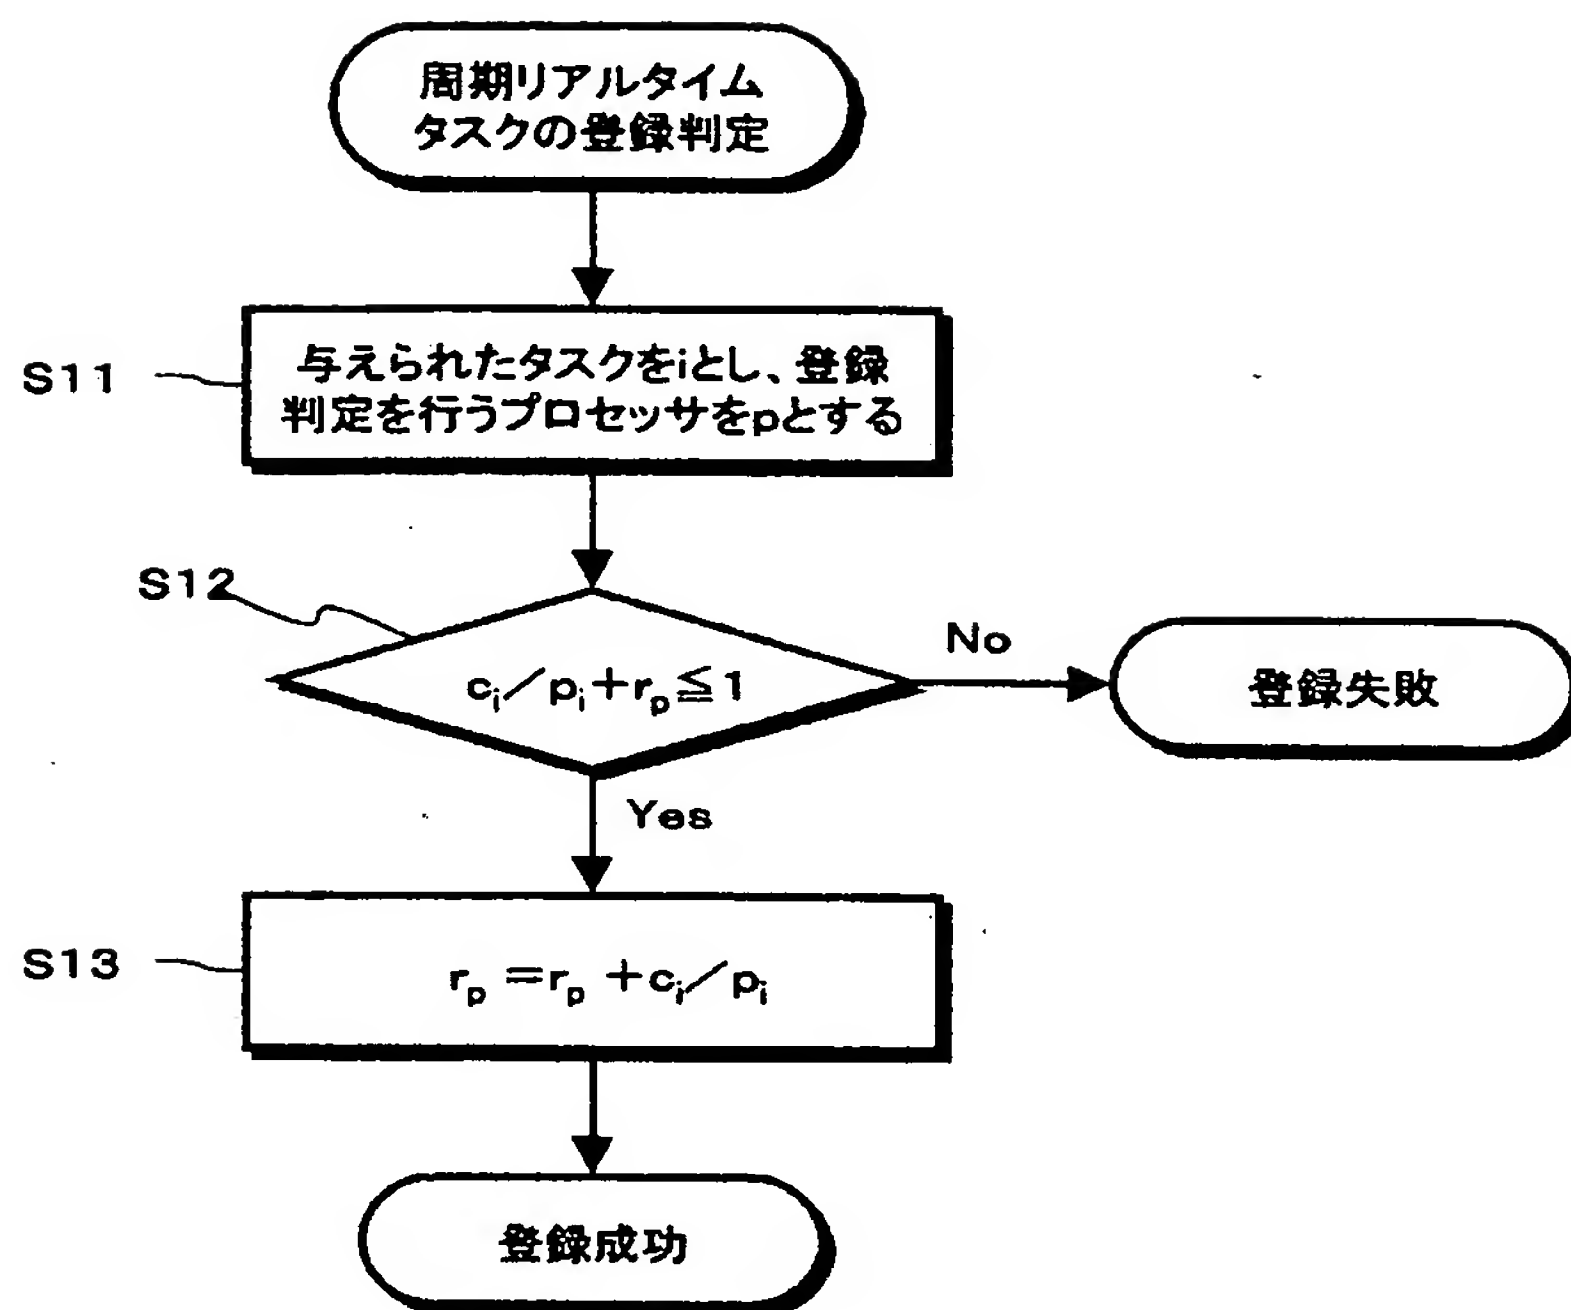 周期リアルタイム
タスクの登録判定
S11
与えられたタスクをiとし、登録
判定を行うプロセッサをpとする
S12
cᵢ／pᵢ＋rₚ≦1
No
登録失敗
Yes
S13
rₚ＝rₚ＋cᵢ／pᵢ
登録成功